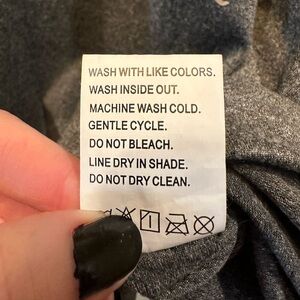 WASH WITH LIKE COLORS.
WASH INSIDE OUT.
MACHINE WASH COLD.
GENTLE CYCLE.
DO NOT BLEACH.
LINE DRY IN SHADE.
DO NOT DRY CLEAN.